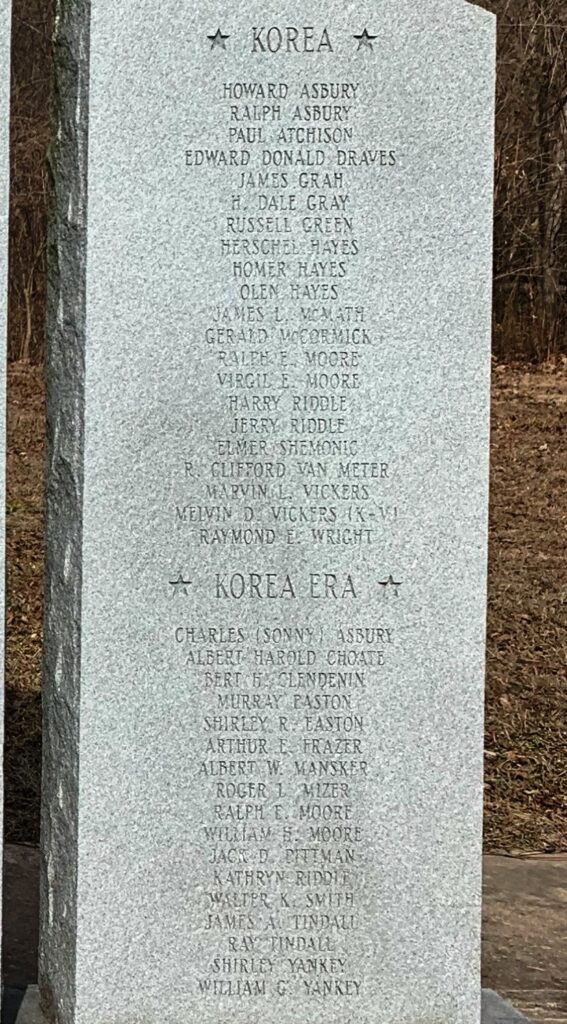 KOREA
HOWARD ASBURY
RALPH ASBURY
PAUL ATCHISON
EDWARD DONALD DRAVES
JAMES GRAH
H. DALE GRAY
RUSSELL GREEN
HERSCHEL HAYES
HOMER HAYES
OLEN HAYES
JAMES L. McMATH
GERALD McCORMICK
RALPH E. MOORE
VIRGIL E. MOORE
HARRY RIDDLE
JERRY RIDDLE
ELMER SHEMONIC
R. CLIFFORD VAN METER
MARVIN L. VICKERS
MELVIN D. VICKERS (K-V)
RAYMOND E. WRIGHT
KOREA ERA
CHARLES (SONNY) ASBURY
ALBERT HAROLD CHOATE
BERT H. CLENDENIN
MURRAY EASTON
SHIRLEY R. EASTON
ARTHUR E. FRAZER
ALBERT W. MANSKER
ROGER L. MIZER
RALPH E. MOORE
WILLIAM H. MOORE
JACK D. PITTMAN
KATHRYN RIDDLE
WALTER K. SMITH
JAMES A. TINDALL
RAY TINDALL
SHIRLEY YANKEY
WILLIAM G. YANKEY